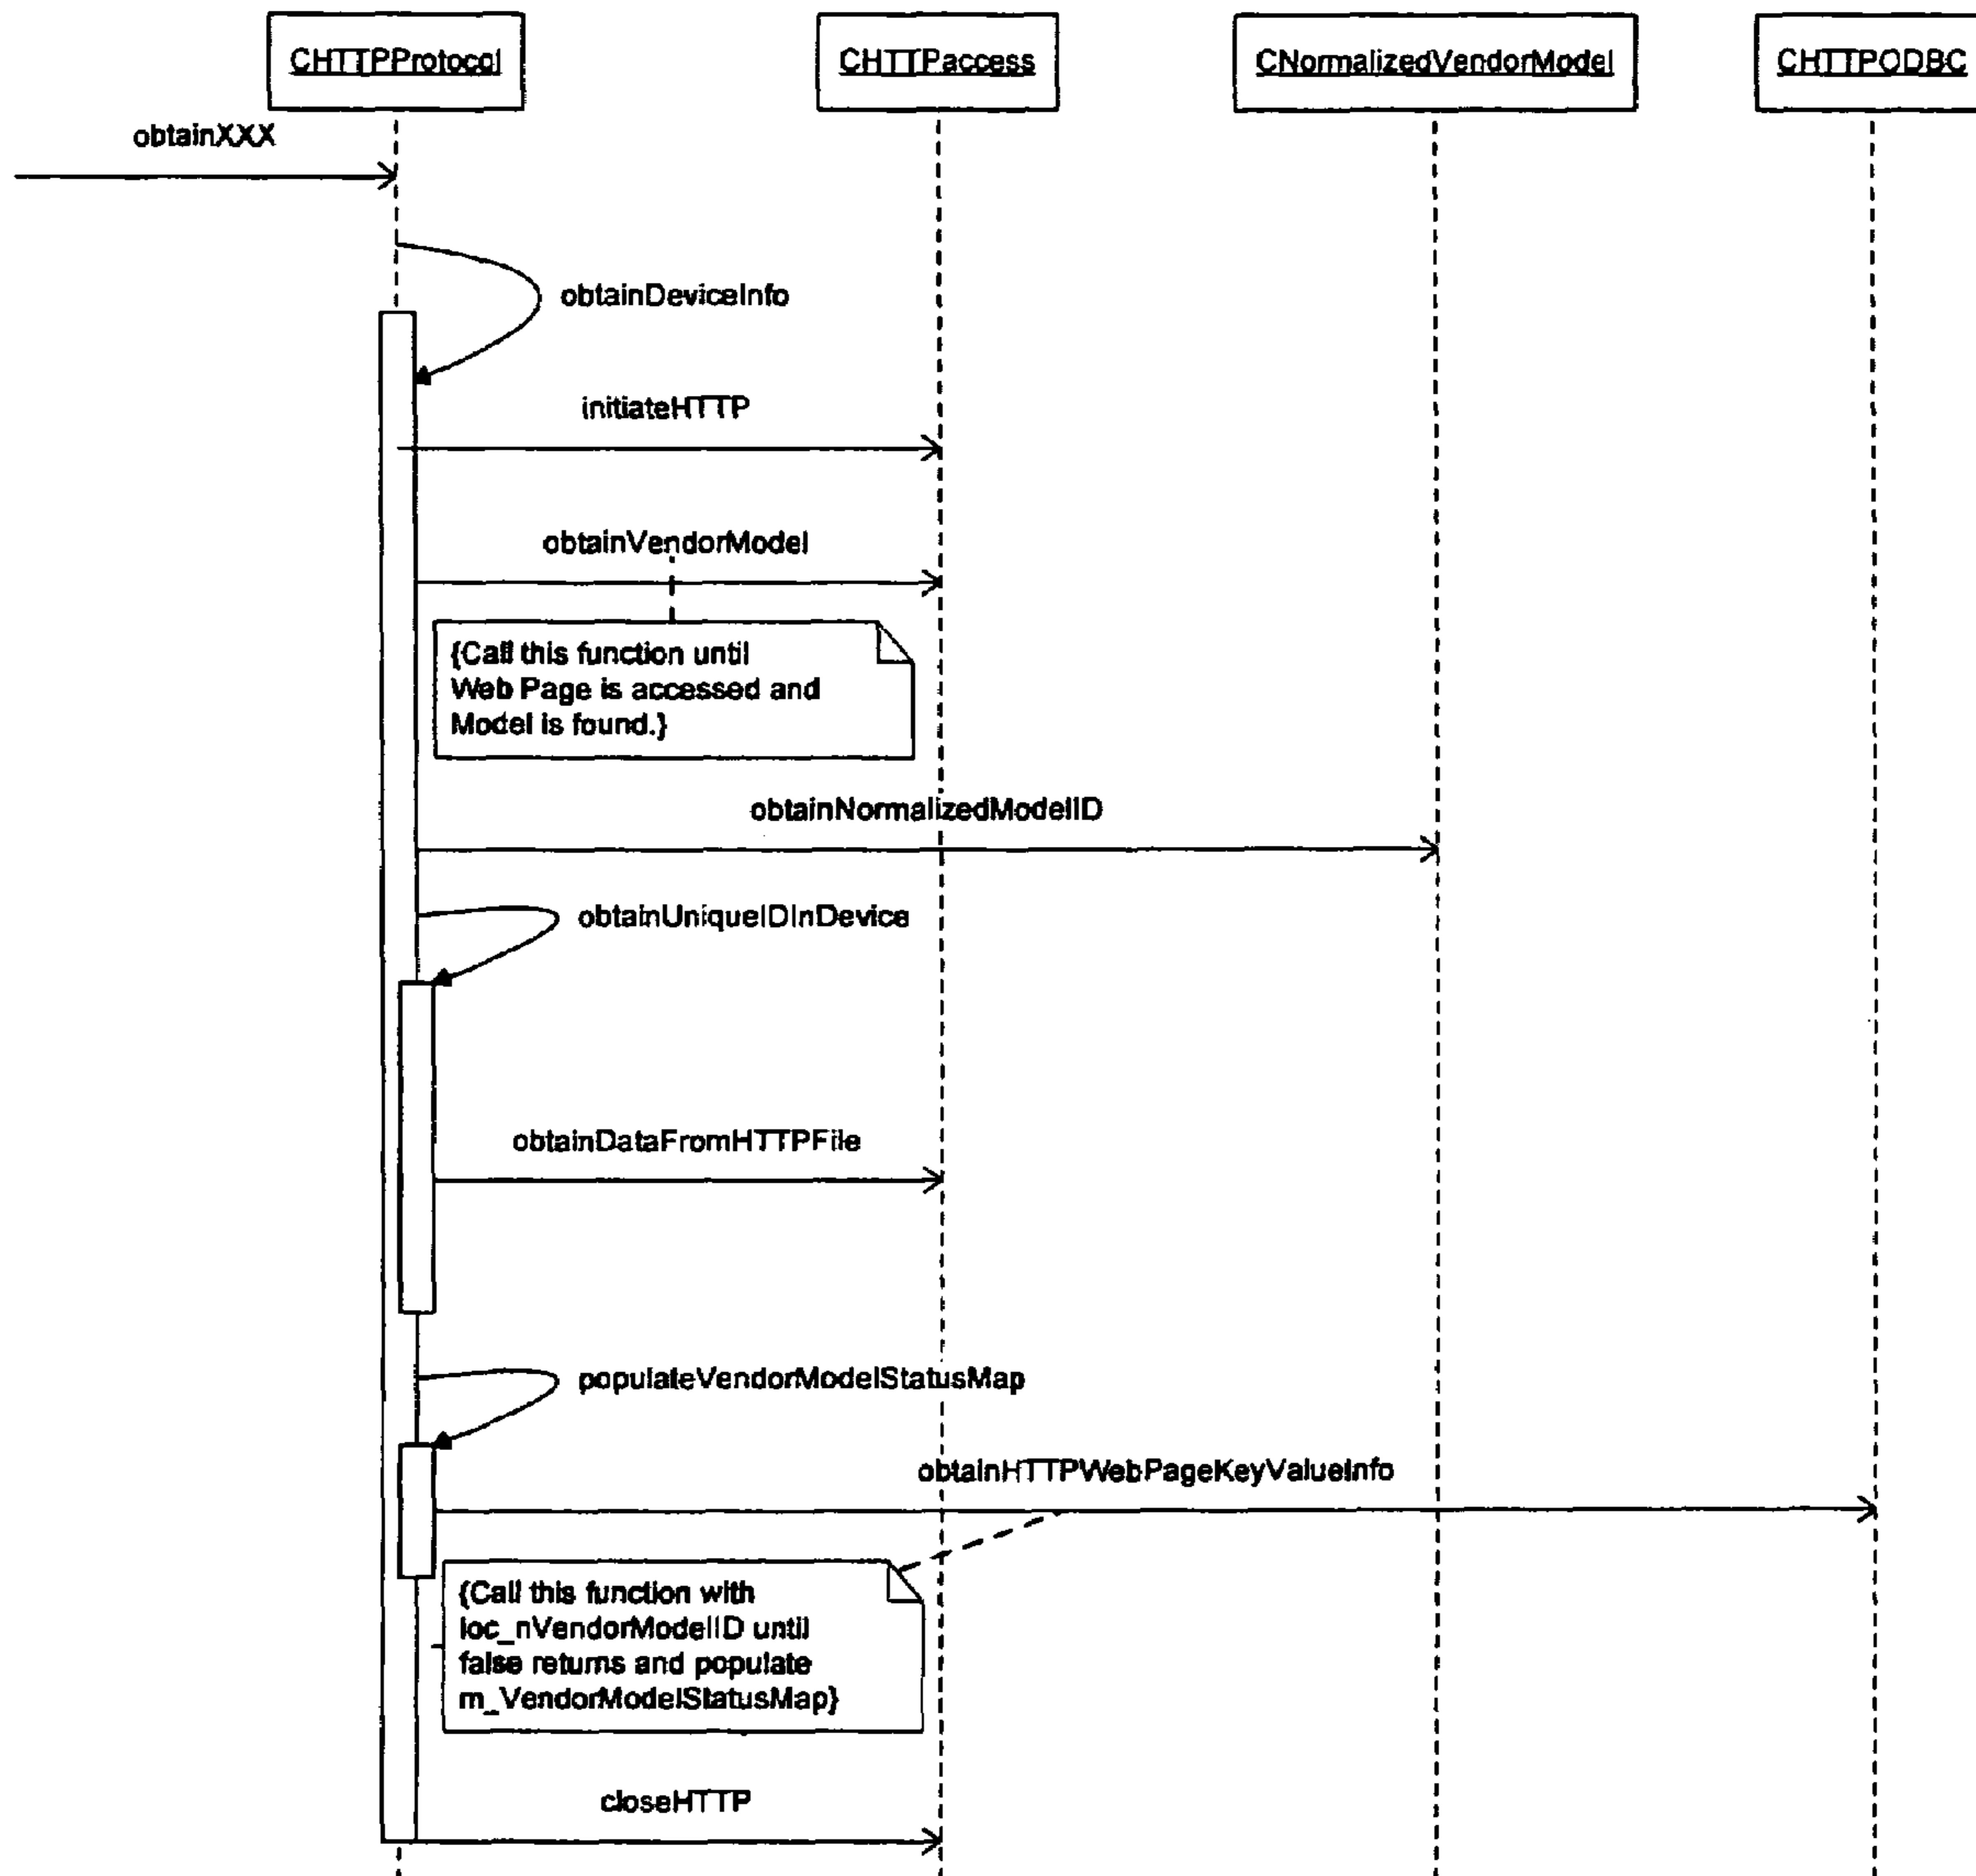 CHTTPProtocol
CHTTPaccess
CNormalizedVendorModel
CHTTPODBC
obtainXXX
obtainDeviceInfo
initiateHTTP
obtainVendorModel
{Call this function until
Web Page is accessed and
Model is found.}
obtainNormalizedModelID
obtainUniqueIDInDevice
obtainDataFromHTTPFile
populateVendorModelStatusMap
obtainHTTPWebPageKeyValueInfo
{Call this function with
loc_nVendorModelID until
false returns and populate
m_VendorModelStatusMap}
closeHTTP